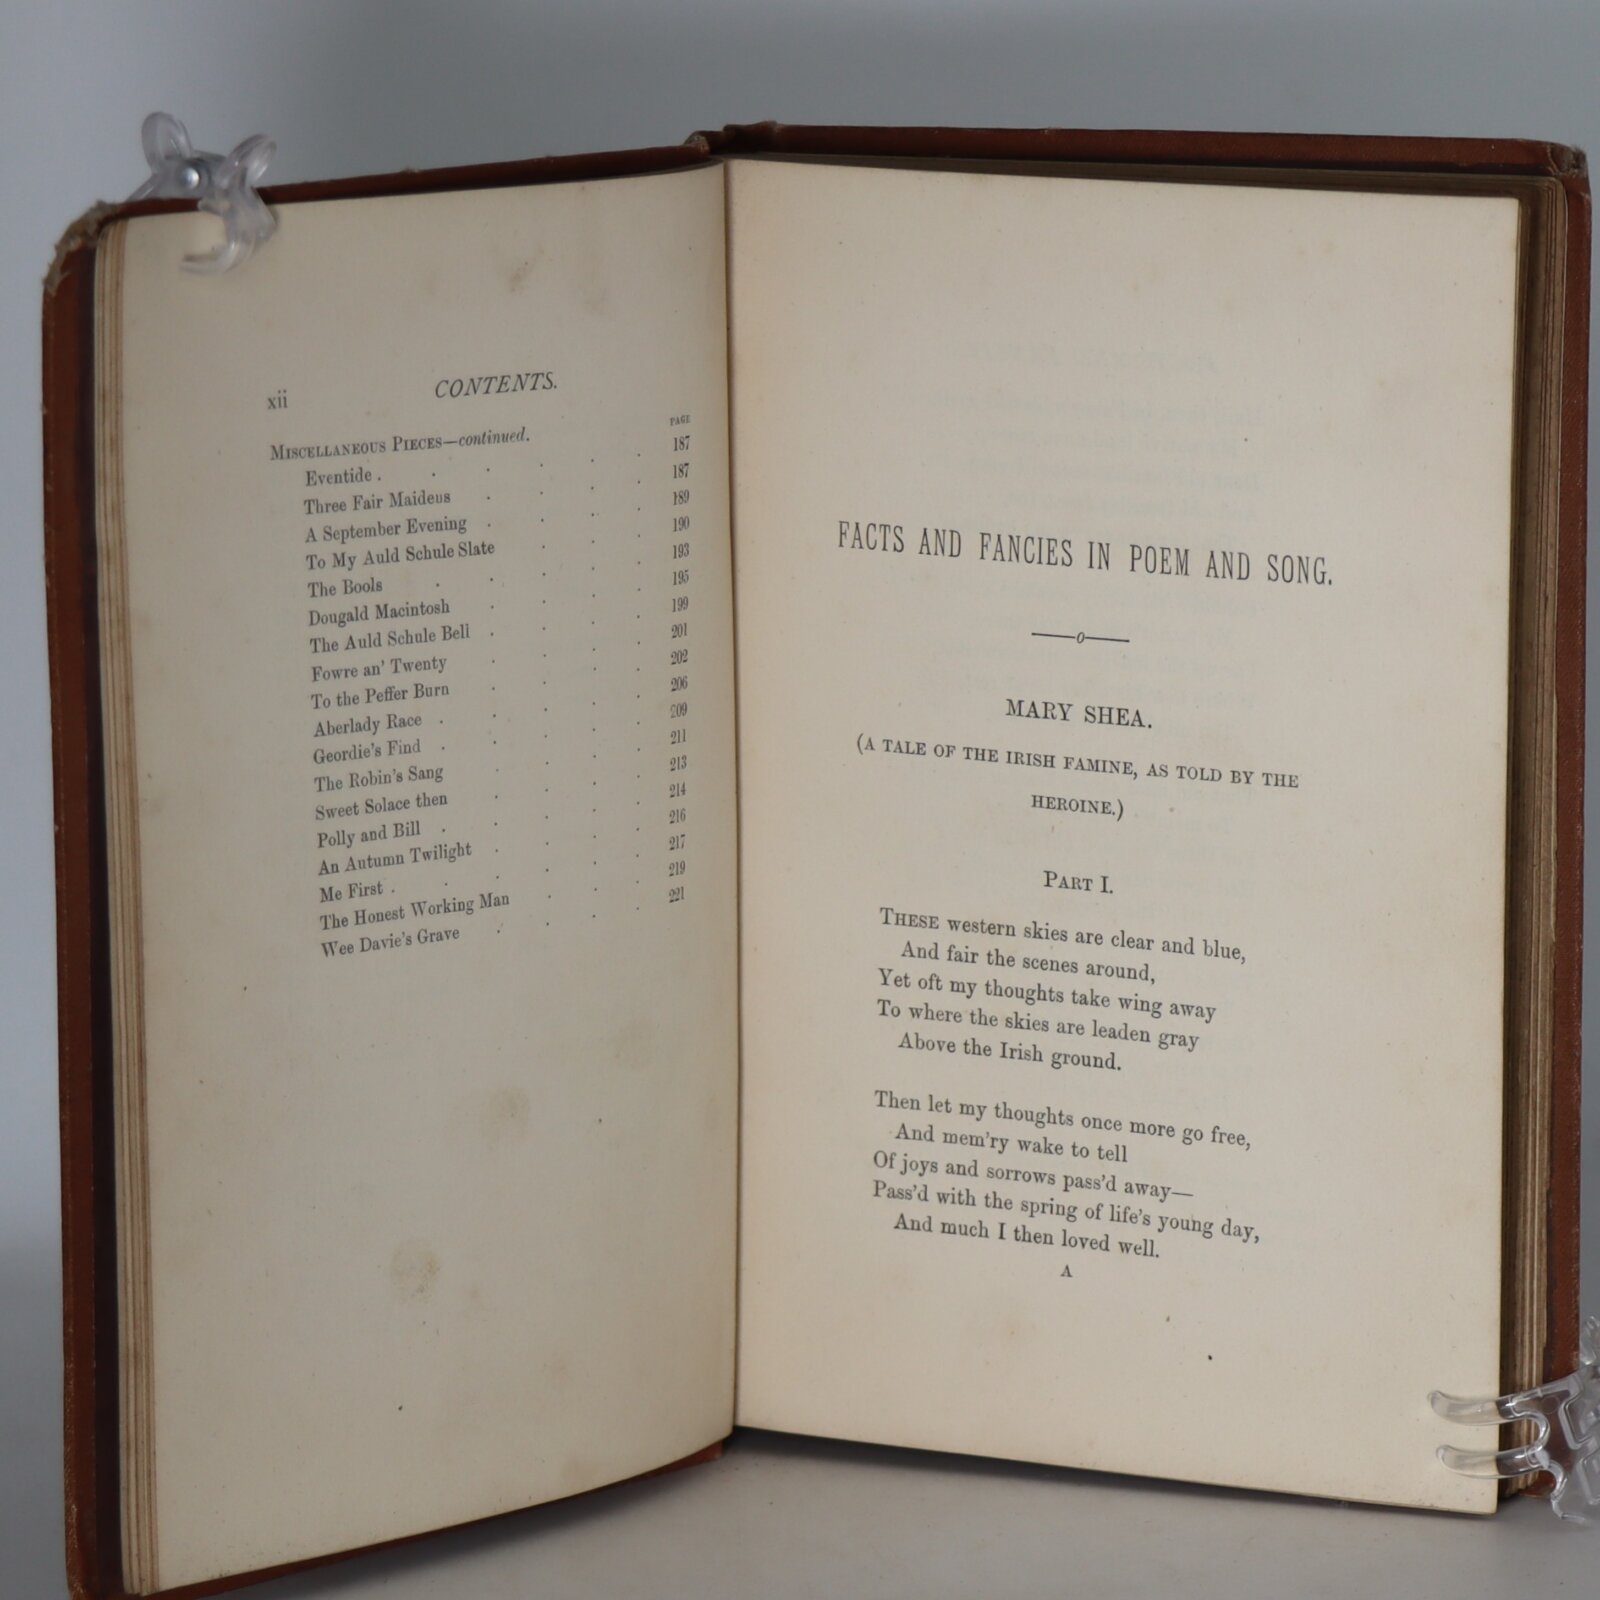 xii CONTENTS.
PAGE
MISCELLANEOUS PIECES—continued.
Eventide . . . . . . 187
Three Fair Maidens . . . . 187
A September Evening . . . . 189
To My Auld Schule Slate . . . 190
The Bools . . . . . 193
Dougald Macintosh . . . . 195
The Auld Schule Bell . . . . 199
Fowre an' Twenty . . . . 201
To the Peffer Burn . . . . 202
Aberlady Race . . . . . 206
Geordie's Find . . . . . 209
The Robin's Sang . . . . 211
Sweet Solace then . . . . 213
Polly and Bill . . . . . 214
An Autumn Twilight . . . . 216
Me First . . . . . . 217
The Honest Working Man . . . 219
Wee Davie's Grave . . . . 221
FACTS AND FANCIES IN POEM AND SONG.
MARY SHEA.
(A TALE OF THE IRISH FAMINE, AS TOLD BY THE
HEROINE.)
PART I.
THESE western skies are clear and blue,
And fair the scenes around,
Yet oft my thoughts take wing away
To where the skies are leaden gray
Above the Irish ground.
Then let my thoughts once more go free,
And mem'ry wake to tell
Of joys and sorrows pass'd away—
Pass'd with the spring of life's young day,
And much I then loved well.
A